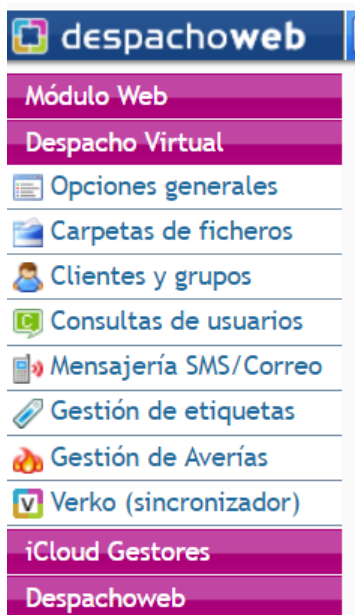 despachoweb
Módulo Web
Despacho Virtual
Opciones generales
Carpetas de ficheros
Clientes y grupos
C Consultas de usuarios
Mensajería SMS/Correo
Gestión de etiquetas
Gestión de Averías
V Verko (sincronizador)
iCloud Gestores
Despachoweb